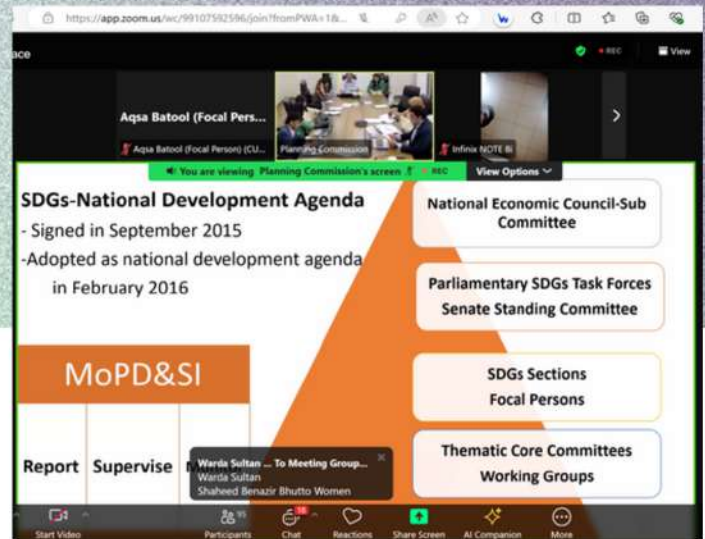 https://app.zoom.us/wc/99107592596/join?fromPWA=1&...
ace
REC
View
Aqsa Batool (Focal Pers...
Aqsa Batool (Focal Person) (CU...
Planning Commission
Infinix NOTE 8i
You are viewing Planning Commission's screen
REC
View Options
SDGs-National Development Agenda
- Signed in September 2015
-Adopted as national development agenda
in February 2016
National Economic Council-Sub
Committee
Parliamentary SDGs Task Forces
Senate Standing Committee
SDGs Sections
Focal Persons
Thematic Core Committees
Working Groups
MoPD&SI
Report Supervise
Warda Sultan ... To Meeting Group...
Warda Sultan
Shaheed Benazir Bhutto Women
Start Video
Participants
95
Chat
18
Reactions
Share Screen
AI Companion
More